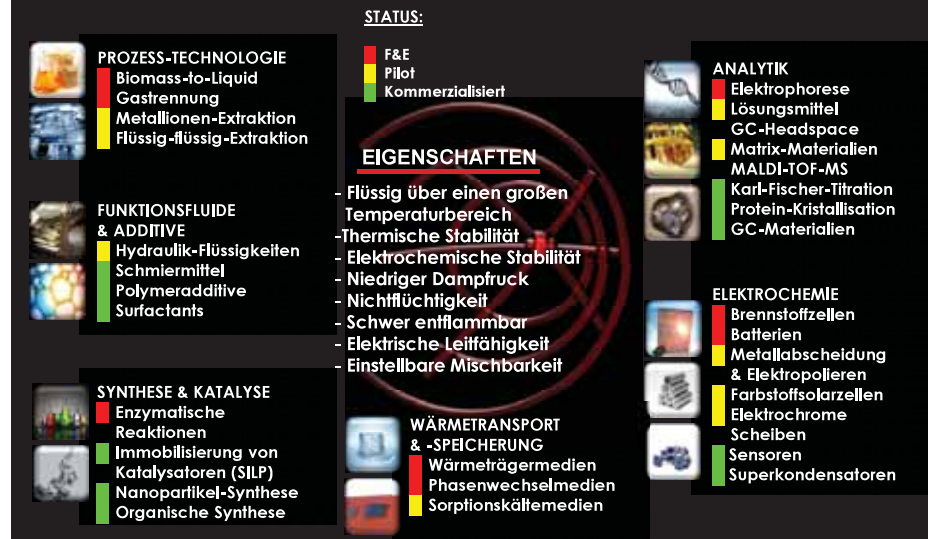 STATUS:
F&E
Pilot
Kommerzialisiert
PROZESS-TECHNOLOGIE
Biomass-to-Liquid
Gastrennung
Metallionen-Extraktion
Flüssig-flüssig-Extraktion
FUNKTIONSFLUIDE
& ADDITIVE
Hydraulik-Flüssigkeiten
Schmiermittel
Polymeradditive
Surfactants
SYNTHESE & KATALYSE
Enzymatische
Reaktionen
Immobilisierung von
Katalysatoren (SILP)
Nanopartikel-Synthese
Organische Synthese
EIGENSCHAFTEN
- Flüssig über einen großen
Temperaturbereich
-Thermische Stabilität
- Elektrochemische Stabilität
- Niedriger Dampfruck
- Nichtflüchtigkeit
- Schwer entflammbar
- Elektrische Leitfähigkeit
- Einstellbare Mischbarkeit
WÄRMETRANSPORT
& -SPEICHERUNG
Wärmeträgermedien
Phasenwechselmedien
Sorptionskältemedien
ANALYTIK
Elektrophorese
Lösungsmittel
GC-Headspace
Matrix-Materialien
MALDI-TOF-MS
Karl-Fischer-Titration
Protein-Kristallisation
GC-Materialien
ELEKTROCHEMIE
Brennstoffzellen
Batterien
Metallabscheidung
& Elektropolieren
Farbstoffsolarzellen
Elektrochrome
Scheiben
Sensoren
Superkondensatoren